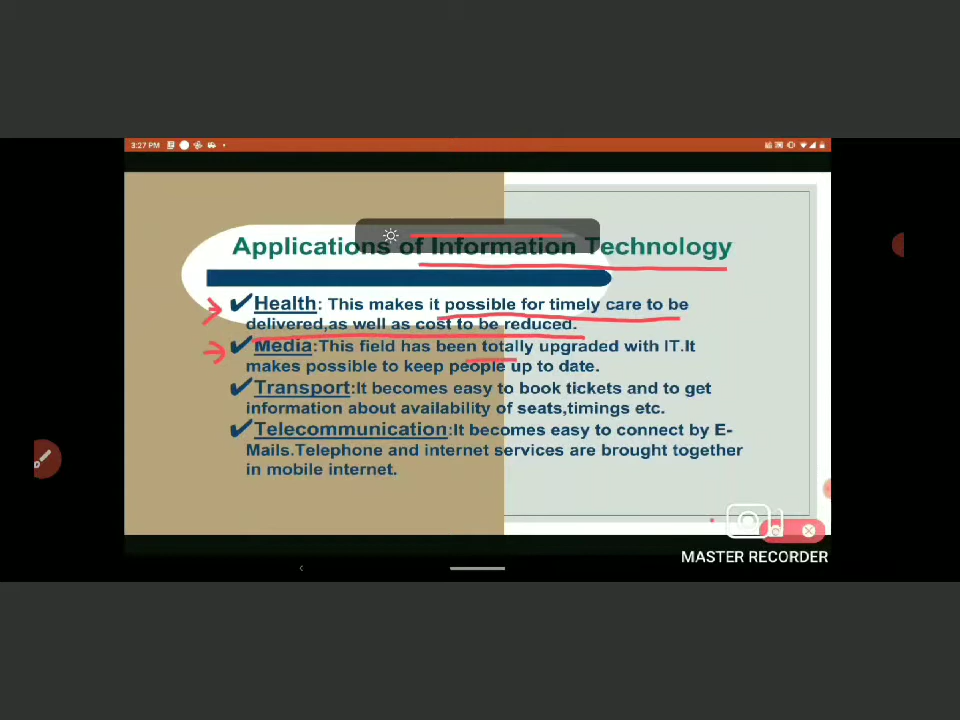 3:27 PM
Applications of Information Technology
✔Health: This makes it possible for timely care to be
delivered,as well as cost to be reduced.
✔Media:This field has been totally upgraded with IT.It
makes possible to keep people up to date.
✔Transport:It becomes easy to book tickets and to get
information about availability of seats,timings etc.
✔Telecommunication:It becomes easy to connect by E-
Mails.Telephone and internet services are brought together
in mobile internet.
MASTER RECORDER